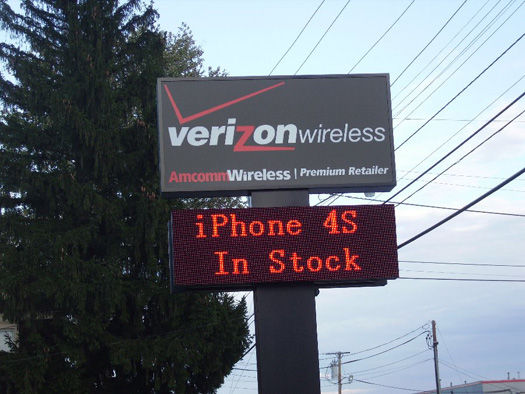 verizonwireless
AmcommWireless | Premium Retailer
iPhone 4S
In Stock